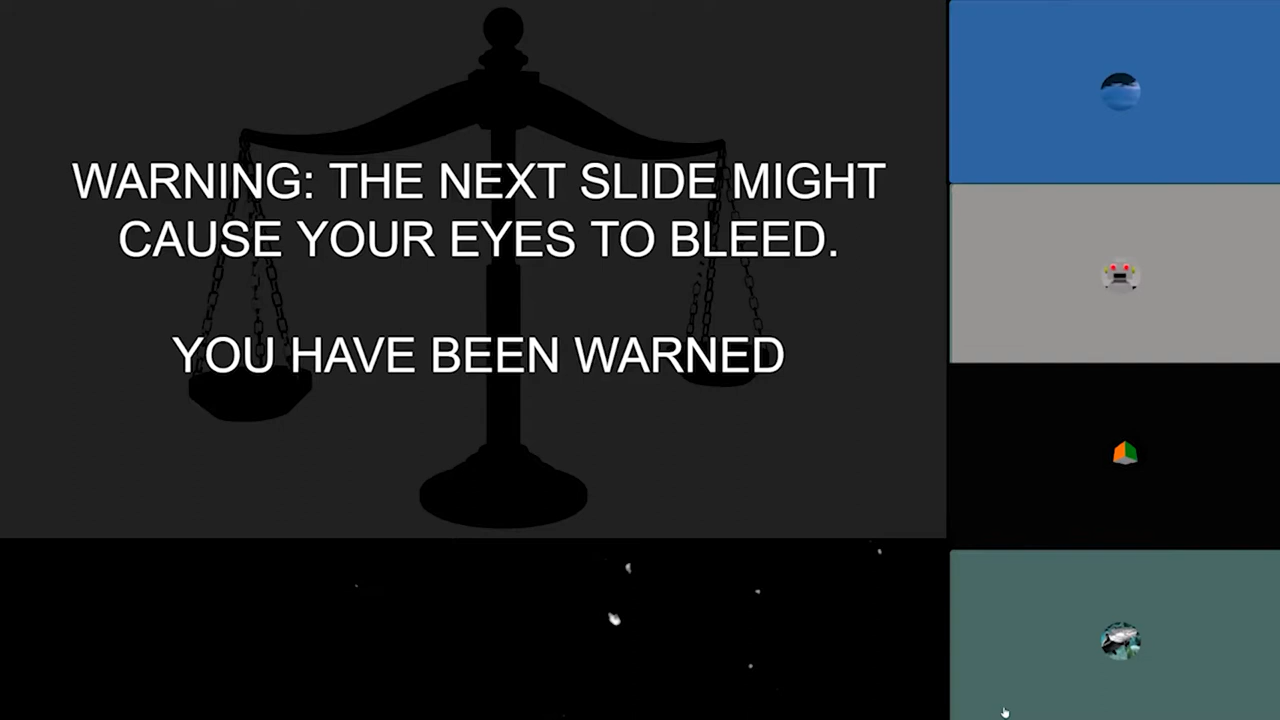 WARNING: THE NEXT SLIDE MIGHT
CAUSE YOUR EYES TO BLEED.
YOU HAVE BEEN WARNED